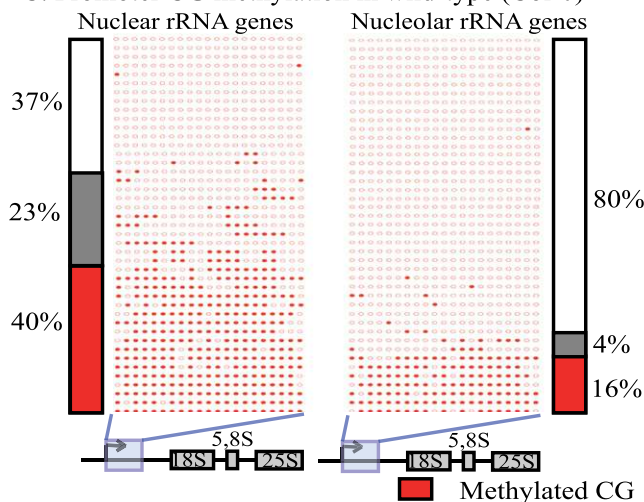 Nuclear rRNA genes
Nucleolar rRNA genes
37%
23%
40%
80%
4%
16%
5,8S
18S
25S
5,8S
18S
25S
Methylated CG